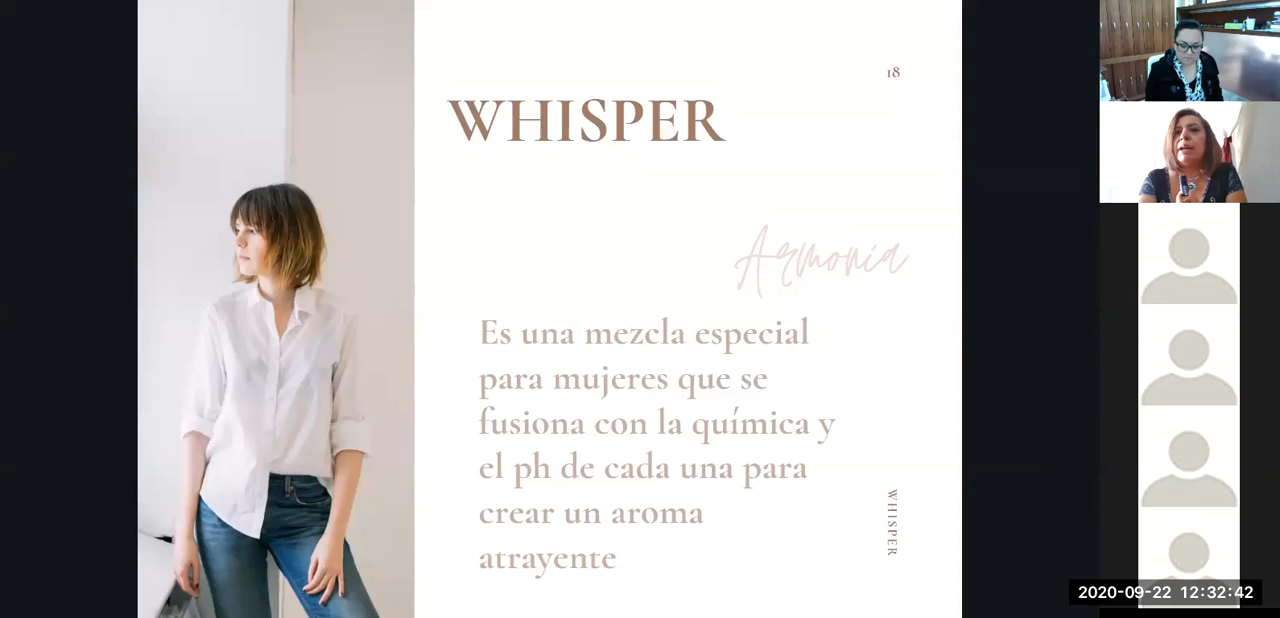 18
WHISPER
Armonia
Es una mezcla especial
para mujeres que se
fusiona con la química y
el ph de cada una para
crear un aroma
atrayente
WHISPER
2020-09-22 12:32:42